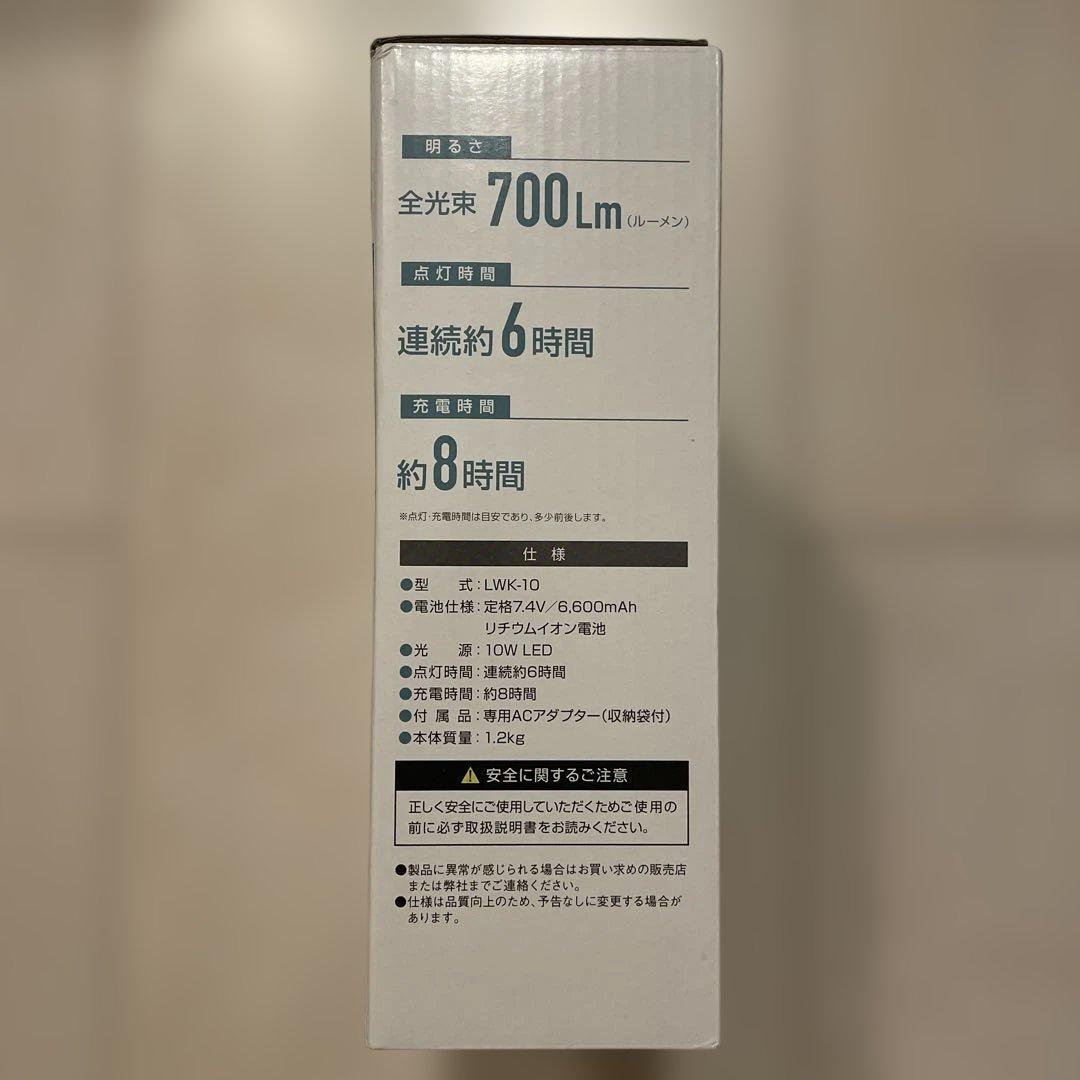 明るさ
全光束 700Lm(ルーメン)
点灯時間
連続約6時間
充電時間
約8時間
※点灯・充電時間は目安であり、多少前後します。
仕様
●型　式：LWK-10
●電池仕様：定格7.4V／6,600mAh
リチウムイオン電池
●光　源：10W LED
●点灯時間：連続約6時間
●充電時間：約8時間
●付属品：専用ACアダプター(収納袋付)
●本体質量：1.2kg
⚠安全に関するご注意
正しく安全にご使用していただくためご使用の
前に必ず取扱説明書をお読みください。
●製品に異常が感じられる場合はお買い求めの販売店
または弊社までご連絡ください。
●仕様は品質向上のため、予告なしに変更する場合が
あります。